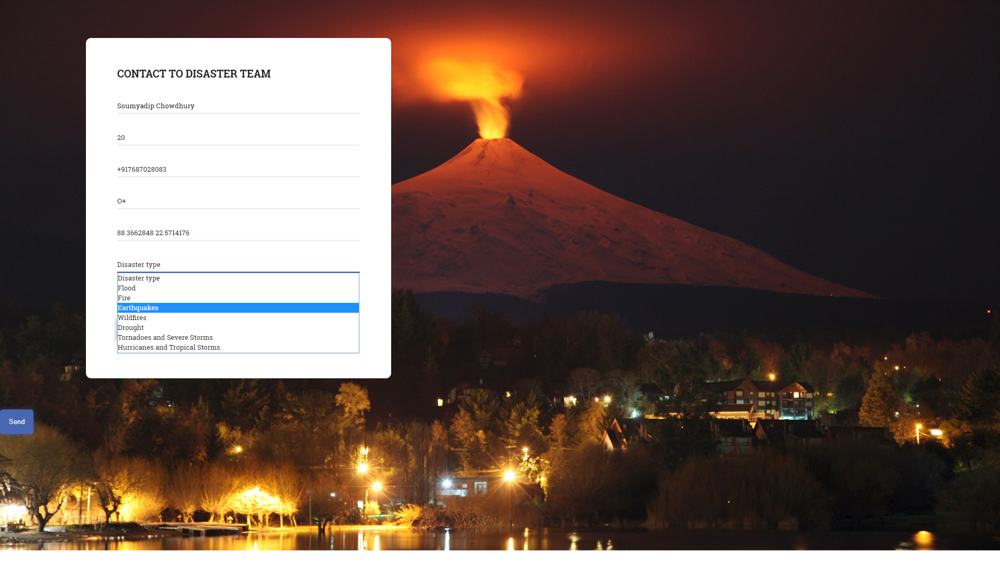 CONTACT TO DISASTER TEAM
Soumyadip Chowdhury
20
+917687028083
O+
88.3662848 22.5714176
Disaster type
Disaster type
Flood
Fire
Earthquakes
Wildfires
Drought
Tornadoes and Severe Storms
Hurricanes and Tropical Storms
Send